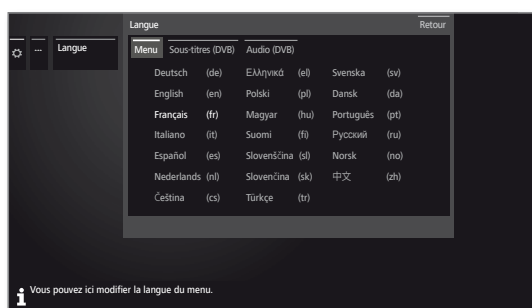 Langue Retour
... Langue
Menu Sous-titres (DVB) Audio (DVB)
Deutsch (de) Ελληνικά (el) Svenska (sv)
English (en) Polski (pl) Dansk (da)
Français (fr) Magyar (hu) Português (pt)
Italiano (it) Suomi (fi) Русский (ru)
Español (es) Slovenščina (sl) Norsk (no)
Nederlands (nl) Slovenčina (sk) 中文 (zh)
Čeština (cs) Türkçe (tr)
Vous pouvez ici modifier la langue du menu.